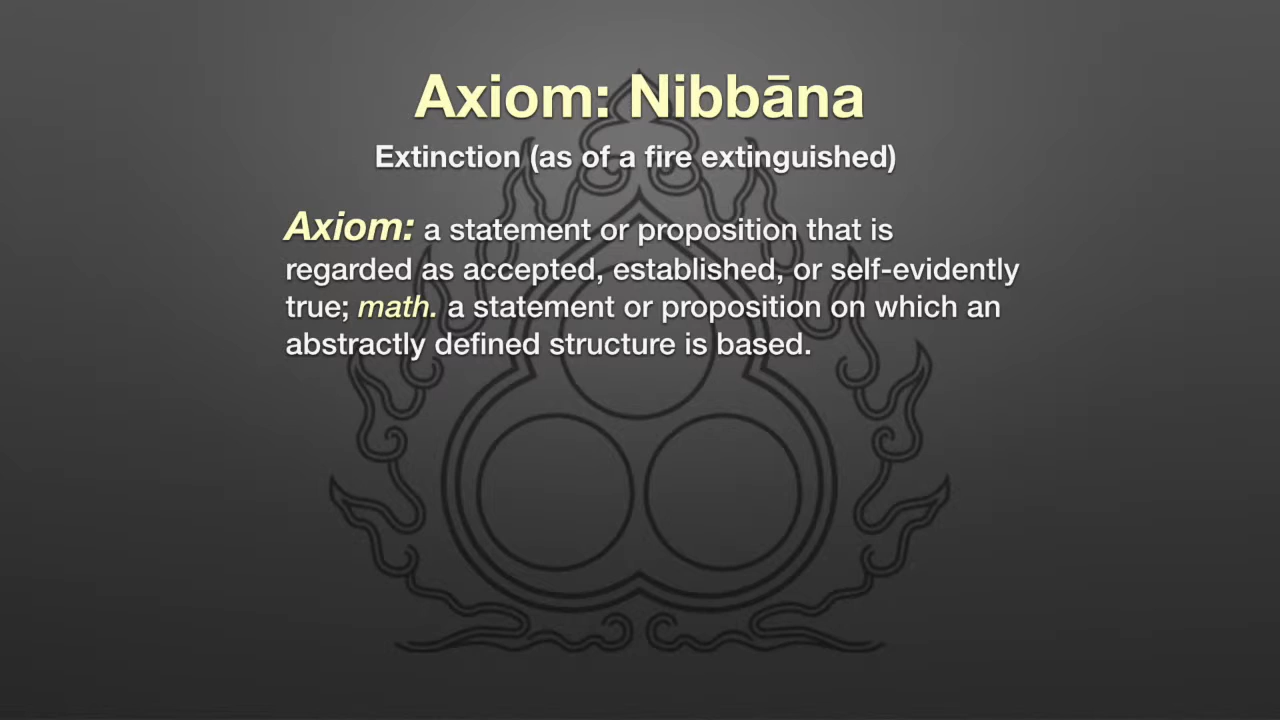 Axiom: Nibbāna
Extinction (as of a fire extinguished)
Axiom: a statement or proposition that is
regarded as accepted, established, or self-evidently
true; math. a statement or proposition on which an
abstractly defined structure is based.